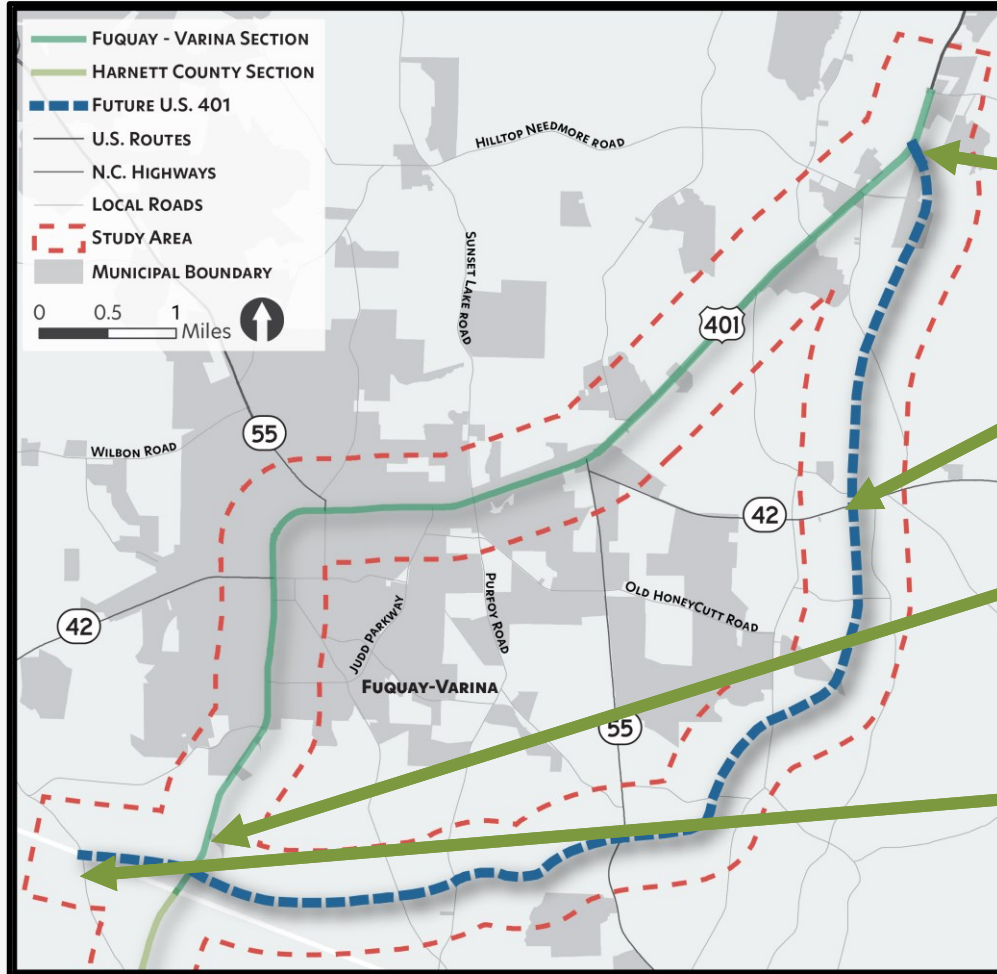 FUQUAY - VARINA SECTION
HARNETT COUNTY SECTION
FUTURE U.S. 401
U.S. ROUTES
N.C. HIGHWAYS
LOCAL ROADS
STUDY AREA
MUNICIPAL BOUNDARY
0 0.5 1
Miles
HILLTOP NEEDMORE ROAD
SUNSET LAKE ROAD
401
55
WILBON ROAD
42
OLD HONEYCUTT ROAD
42
JUDD PARKWAY
PURFOY ROAD
FUQUAY-VARINA
55